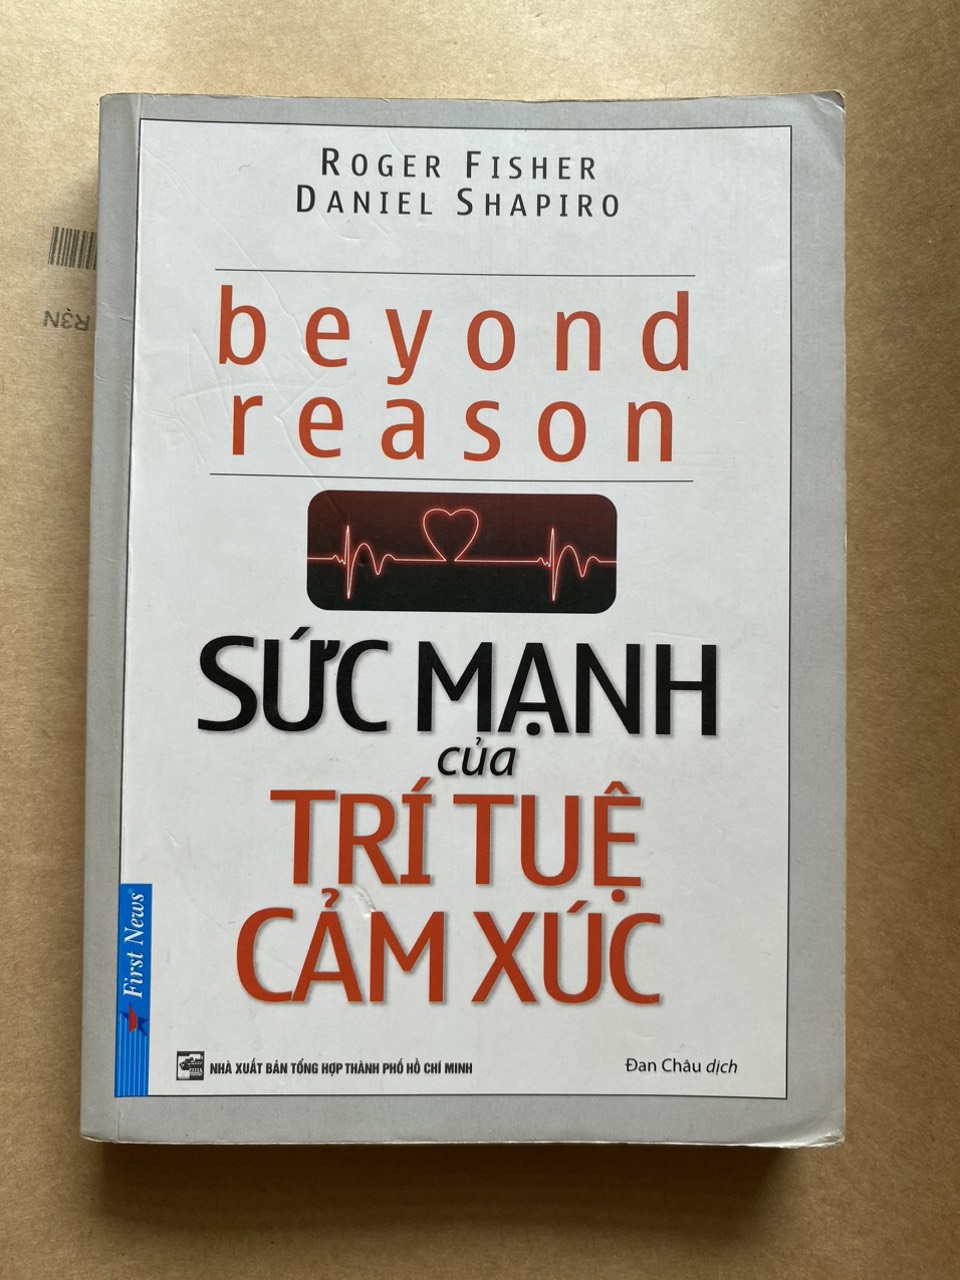 ROGER FISHER
DANIEL SHAPIRO
beyond
reason
SỨC MẠNH
của
TRÍ TUỆ
CẢM XÚC
First News
NHÀ XUẤT BẢN TỔNG HỢP THÀNH PHỐ HỒ CHÍ MINH
Đan Châu dịch